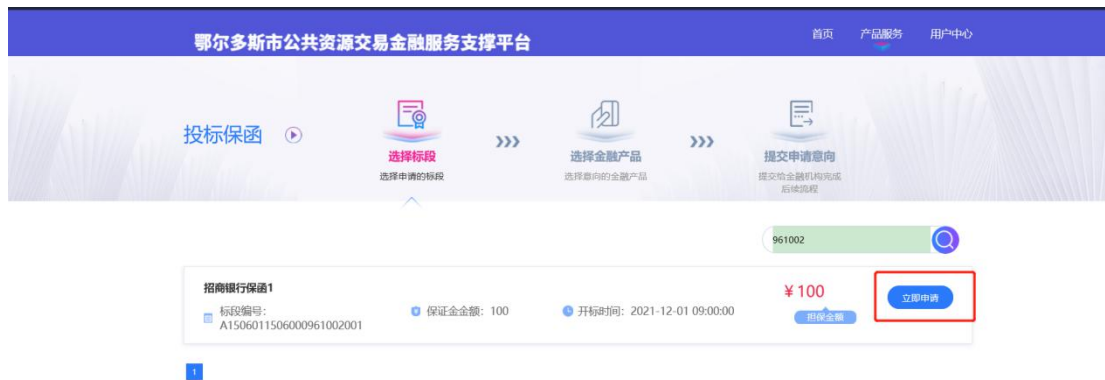 鄂尔多斯市公共资源交易金融服务支撑平台
首页 产品服务 用户中心
投标保函
>>>
>>>
选择标段
选择金融产品
提交申请意向
选择申请的标段
选择意向的金融产品
提交给金融机构完成
后续流程
961002
招商银行保函1
标段编号：
A1506011506000961002001
保证金金额：100
开标时间：2021-12-01 09:00:00
￥100
担保金额
立即申请
1